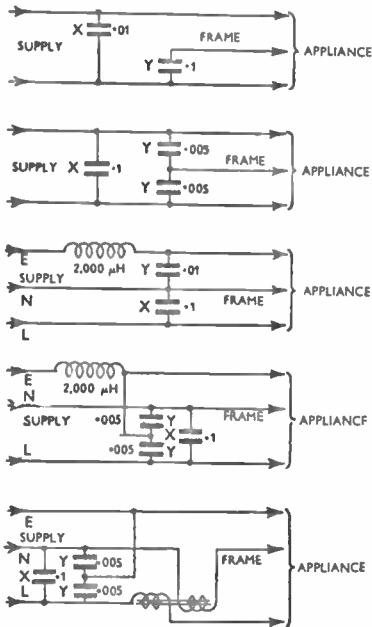 X ·01
FRAME
SUPPLY
APPLIANCE
Y ·1
Y ·005
SUPPLY X ·1
FRAME
APPLIANCE
Y ·005
E
2,000 µH
Y ·01
SUPPLY
N
FRAME
APPLIANCE
X ·1
L
E
2,000 µH
N
·005 Y
FRAME
SUPPLY
X ·1
APPLIANCE
L
·005 Y
E
SUPPLY
N
Y ·005
FRAME
X ·1
APPLIANCE
L
Y ·005